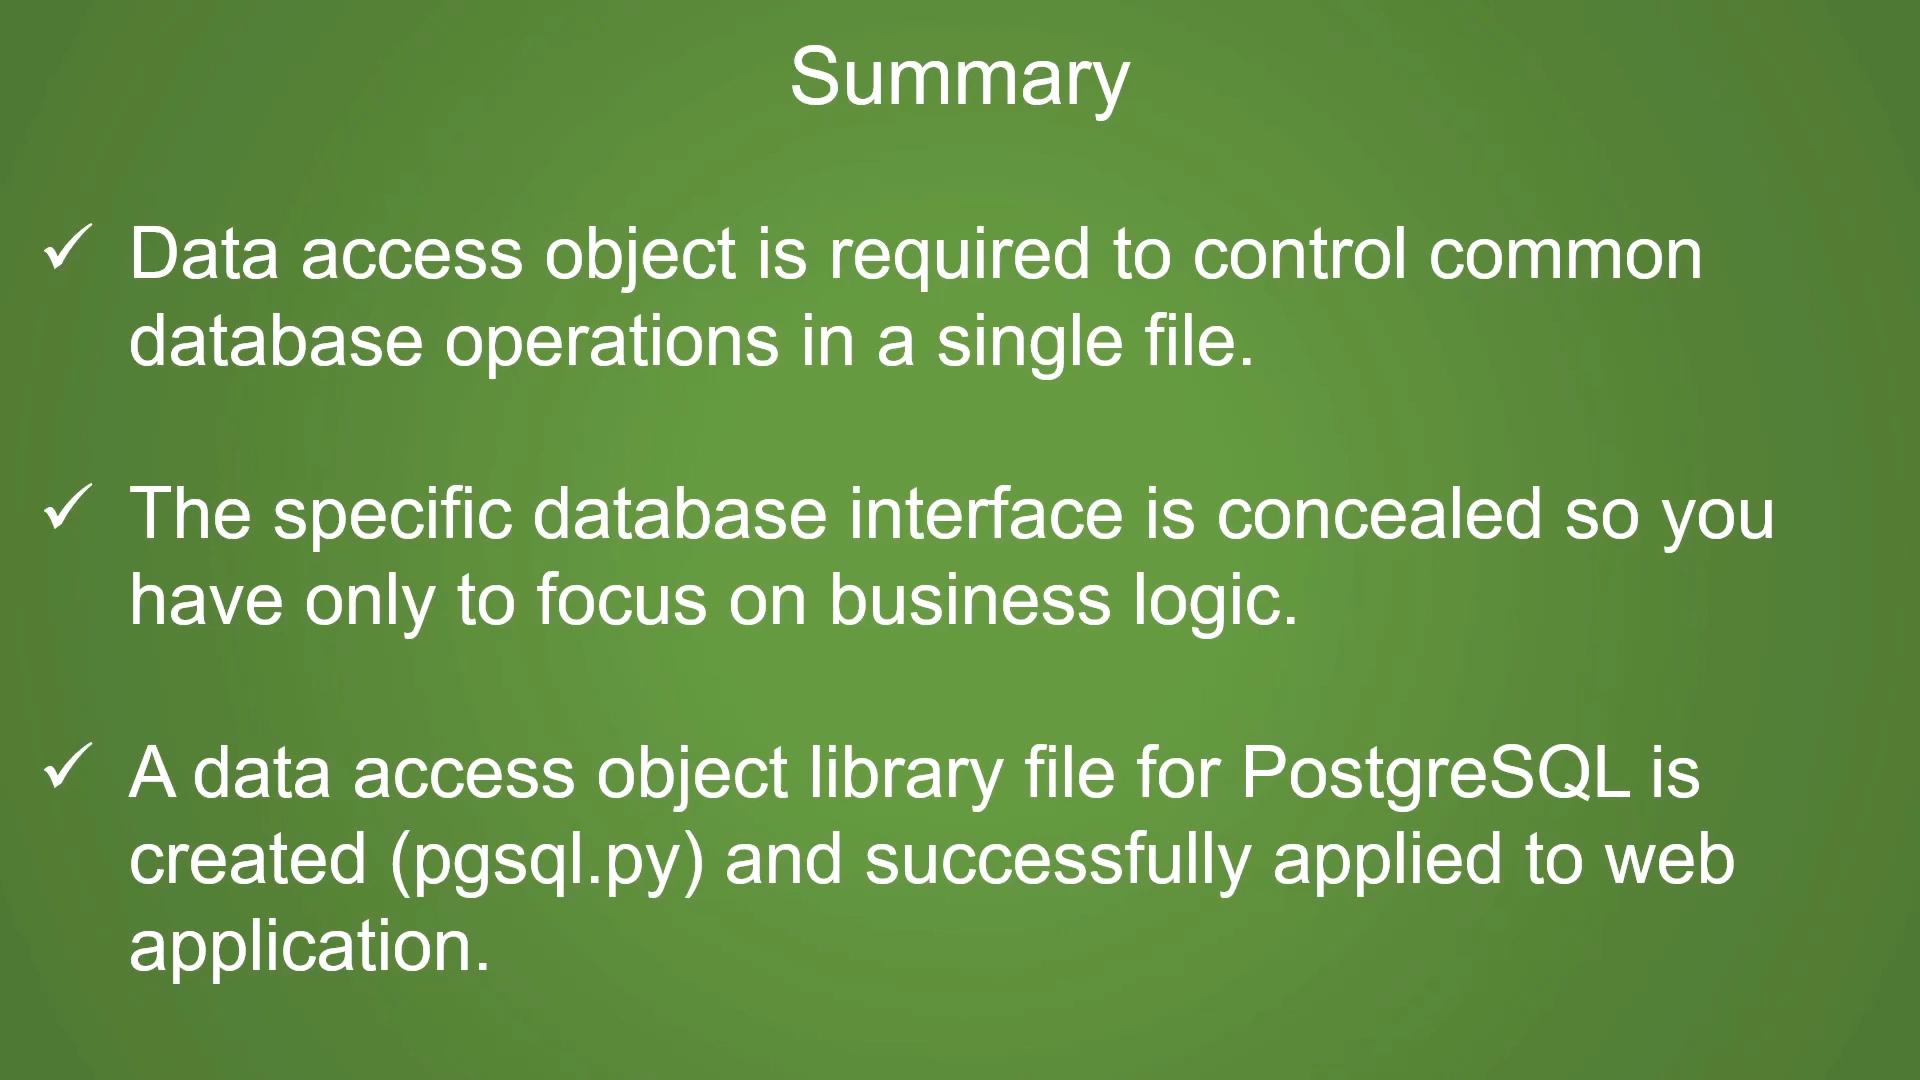 Summary
✓ Data access object is required to control common
database operations in a single file.
✓ The specific database interface is concealed so you
have only to focus on business logic.
✓ A data access object library file for PostgreSQL is
created (pgsql.py) and successfully applied to web
application.